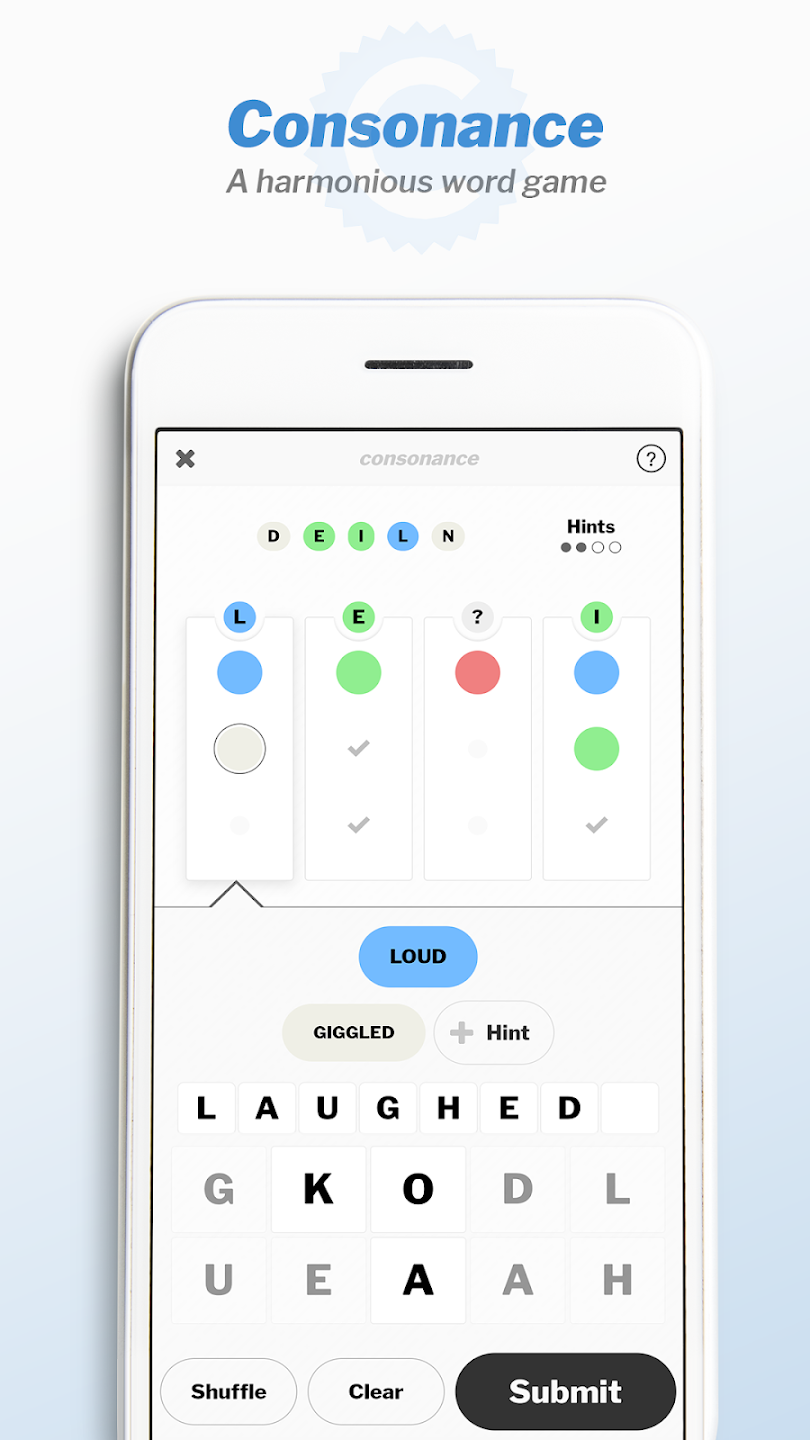 Consonance
A harmonious word game
consonance
?
D E I L N
Hints
L E ? I
LOUD
GIGGLED
Hint
L A U G H E D
G K O D L
U E A A H
Shuffle Clear Submit